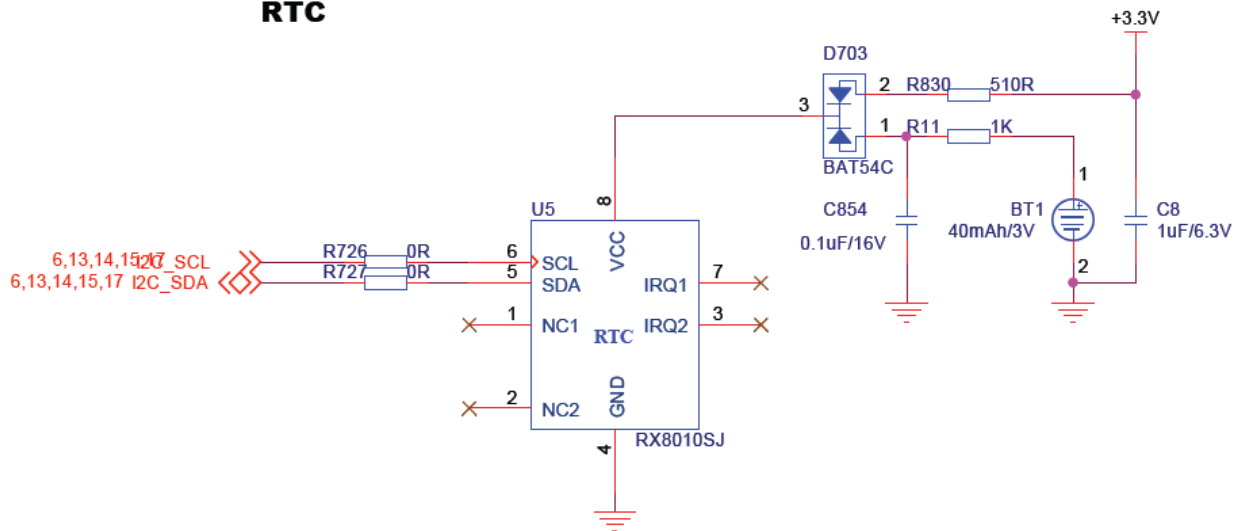 RTC
+3.3V
D703
2
R830
510R
3
1
R11
1K
BAT54C
1
C854
0.1uF/16V
BT1
40mAh/3V
C8
1uF/6.3V
2
U5
8
VCC
6,13,14,15,17
I2C_SCL
R726
0R
6
SCL
6,13,14,15,17
I2C_SDA
R727
0R
5
SDA
IRQ1
7
1
NC1
RTC
IRQ2
3
2
NC2
GND
4
RX8010SJ